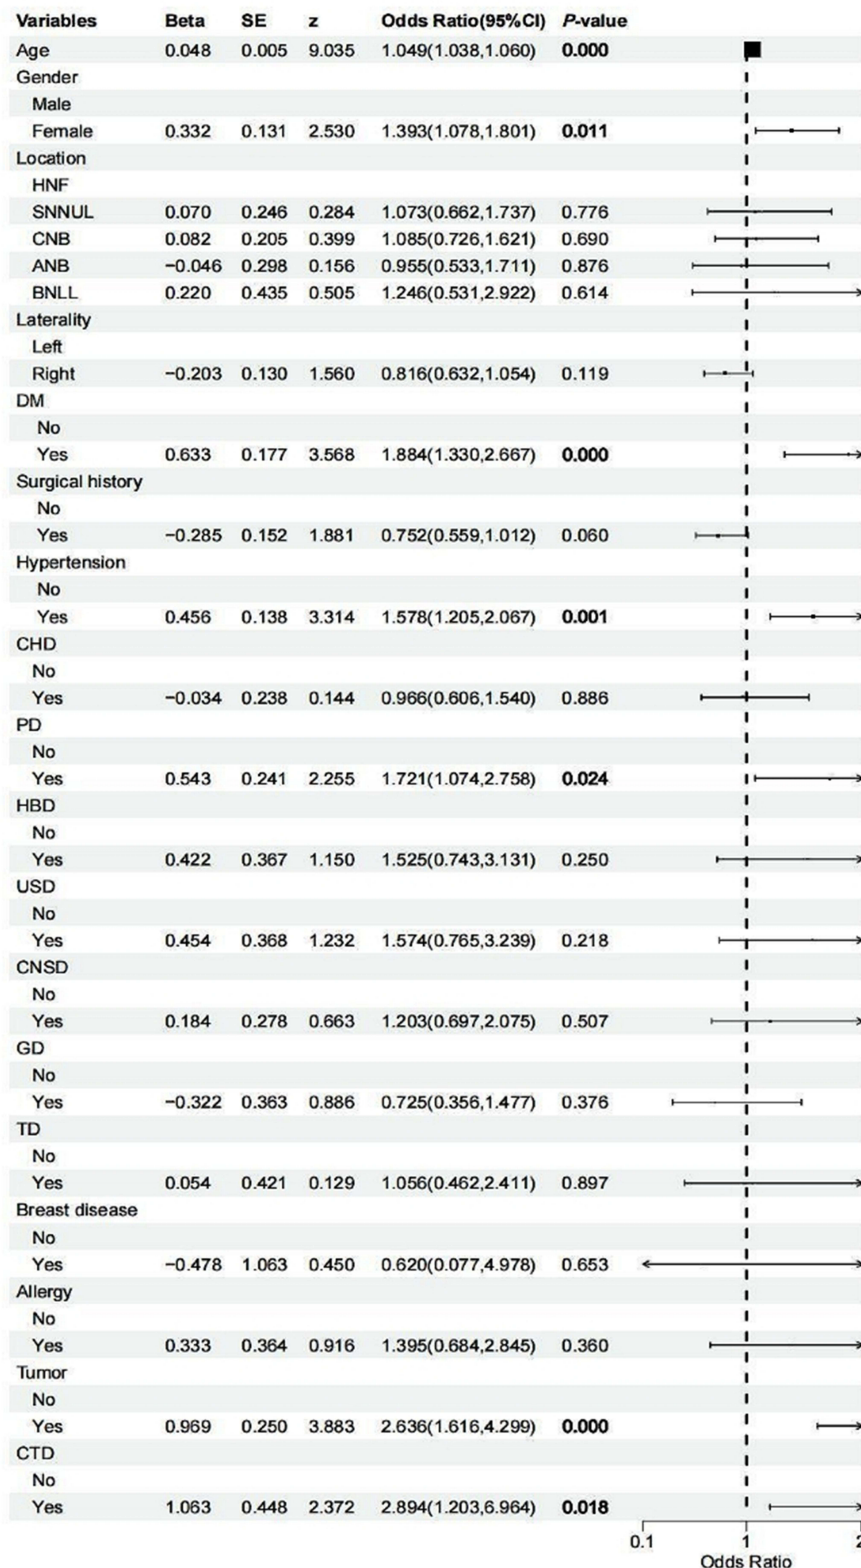 Variables Beta SE z Odds Ratio(95%CI) P-value
Age 0.048 0.005 9.035 1.049(1.038,1.060) 0.000
Gender
Male
Female 0.332 0.131 2.530 1.393(1.078,1.801) 0.011
Location
HNF
SNNUL 0.070 0.246 0.284 1.073(0.662,1.737) 0.776
CNB 0.082 0.205 0.399 1.085(0.726,1.621) 0.690
ANB −0.046 0.298 0.156 0.955(0.533,1.711) 0.876
BNLL 0.220 0.435 0.505 1.246(0.531,2.922) 0.614
Laterality
Left
Right −0.203 0.130 1.560 0.816(0.632,1.054) 0.119
DM
No
Yes 0.633 0.177 3.568 1.884(1.330,2.667) 0.000
Surgical history
No
Yes −0.285 0.152 1.881 0.752(0.559,1.012) 0.060
Hypertension
No
Yes 0.456 0.138 3.314 1.578(1.205,2.067) 0.001
CHD
No
Yes −0.034 0.238 0.144 0.966(0.606,1.540) 0.886
PD
No
Yes 0.543 0.241 2.255 1.721(1.074,2.758) 0.024
HBD
No
Yes 0.422 0.367 1.150 1.525(0.743,3.131) 0.250
USD
No
Yes 0.454 0.368 1.232 1.574(0.765,3.239) 0.218
CNSD
No
Yes 0.184 0.278 0.663 1.203(0.697,2.075) 0.507
GD
No
Yes −0.322 0.363 0.886 0.725(0.356,1.477) 0.376
TD
No
Yes 0.054 0.421 0.129 1.056(0.462,2.411) 0.897
Breast disease
No
Yes −0.478 1.063 0.450 0.620(0.077,4.978) 0.653
Allergy
No
Yes 0.333 0.364 0.916 1.395(0.684,2.845) 0.360
Tumor
No
Yes 0.969 0.250 3.883 2.636(1.616,4.299) 0.000
CTD
No
Yes 1.063 0.448 2.372 2.894(1.203,6.964) 0.018
0.1 1 2
Odds Ratio